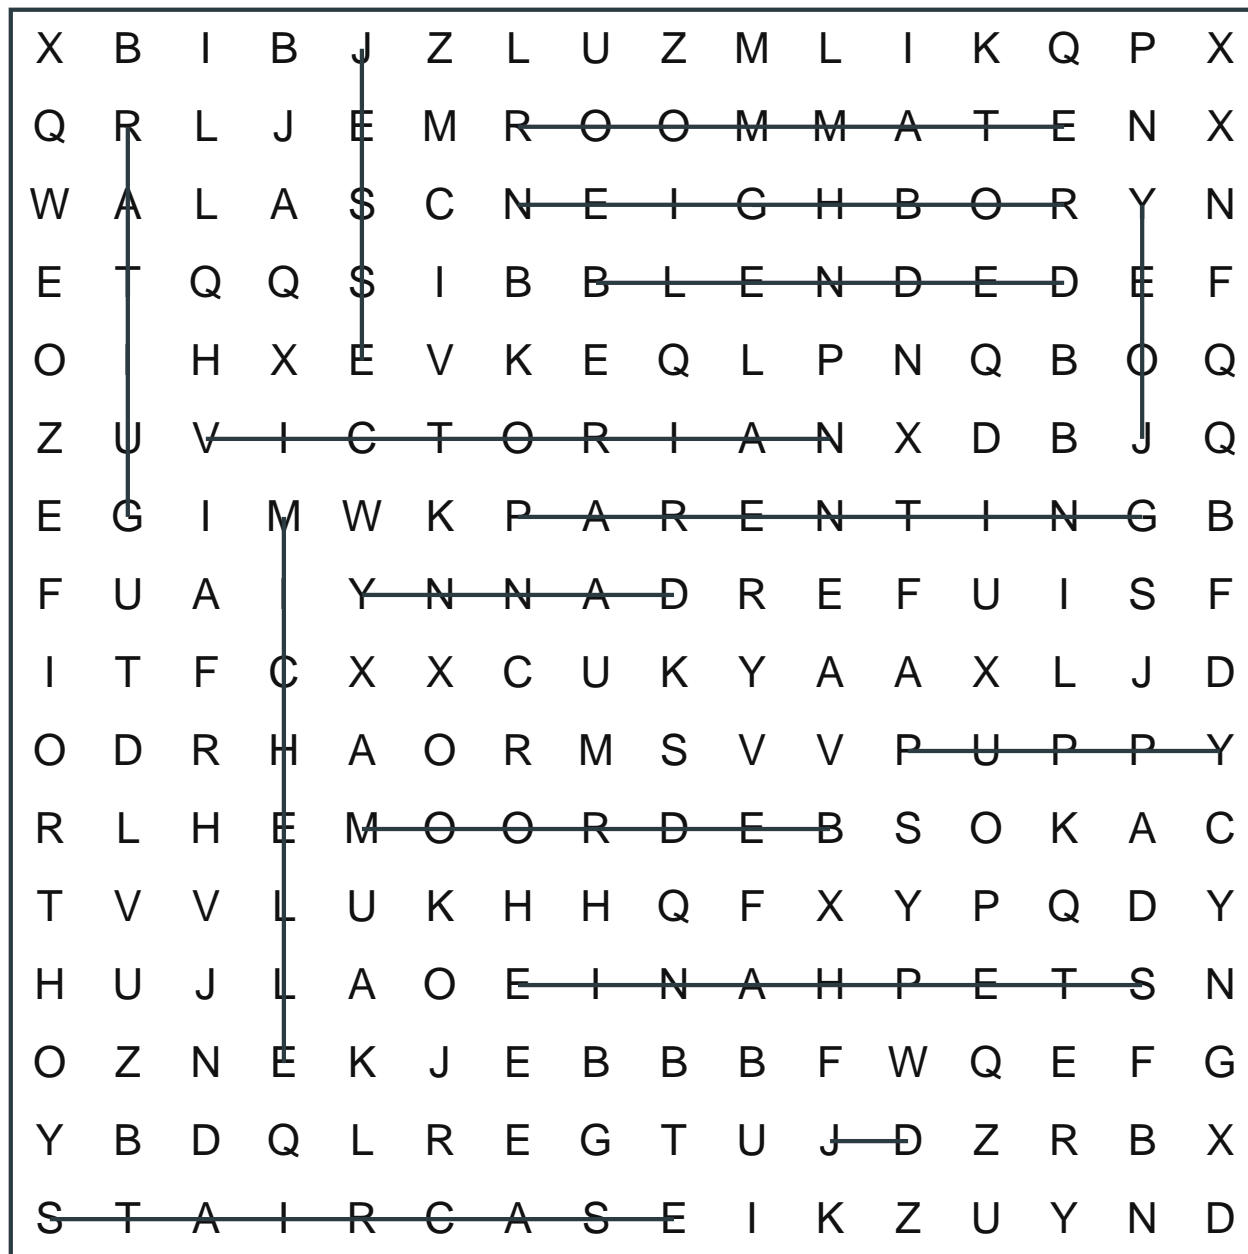 X B I B J Z L U Z M L I K Q P X
Q R L J E M R O O M M A T E N X
W A L A S C N E I G H B O R Y N
E T Q Q S I B B L E N D E D E F
O I H X E V K E Q L P N Q B O Q
Z U V I C T O R I A N X D B J Q
E G I M W K P A R E N T I N G B
F U A I Y N N A D R E F U I S F
I T F C X X C U K Y A A X L J D
O D R H A O R M S V V P U P P Y
R L H E M O O R D E B S O K A C
T V V L U K H H Q F X Y P Q D Y
H U J L A O E I N A H P E T S N
O Z N E K J E B B B F W Q E F G
Y B D Q L R E G T U J D Z R B X
S T A I R C A S E I K Z U Y N D